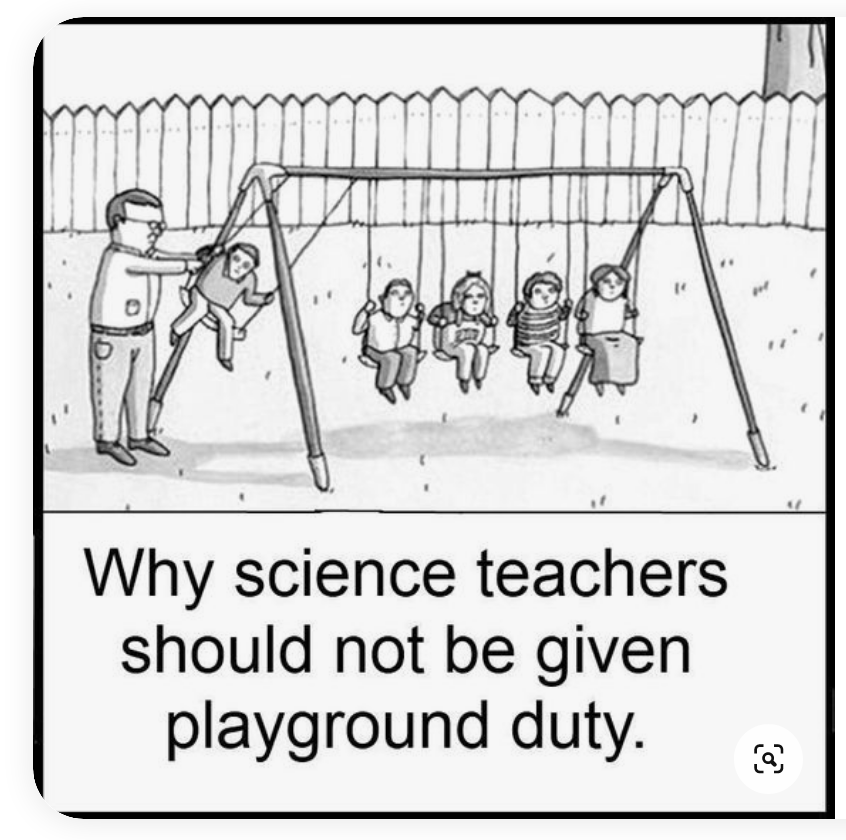 Why science teachers
should not be given
playground duty.